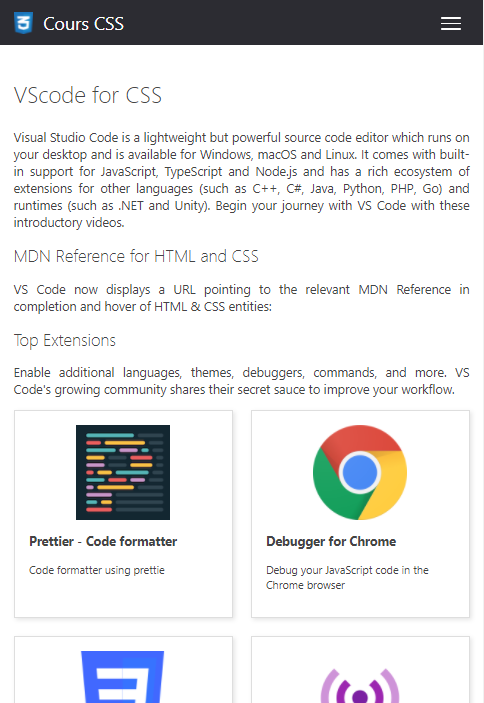 Cours CSS
VScode for CSS
Visual Studio Code is a lightweight but powerful source code editor which runs on
your desktop and is available for Windows, macOS and Linux. It comes with built-
in support for JavaScript, TypeScript and Node.js and has a rich ecosystem of
extensions for other languages (such as C++, C#, Java, Python, PHP, Go) and
runtimes (such as .NET and Unity). Begin your journey with VS Code with these
introductory videos.
MDN Reference for HTML and CSS
VS Code now displays a URL pointing to the relevant MDN Reference in
completion and hover of HTML & CSS entities:
Top Extensions
Enable additional languages, themes, debuggers, commands, and more. VS
Code's growing community shares their secret sauce to improve your workflow.
Prettier - Code formatter
Code formatter using prettie
Debugger for Chrome
Debug your JavaScript code in the
Chrome browser